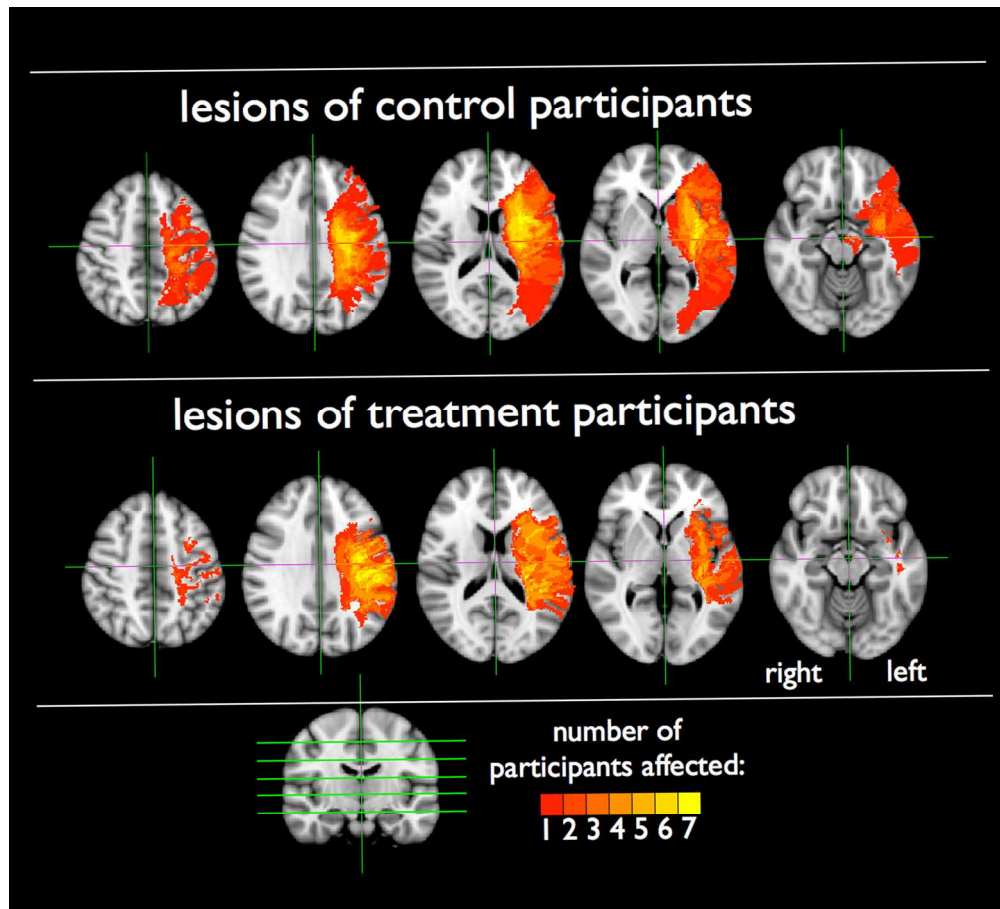 lesions of control participants
lesions of treatment participants
right left
number of
participants affected:
1 2 3 4 5 6 7